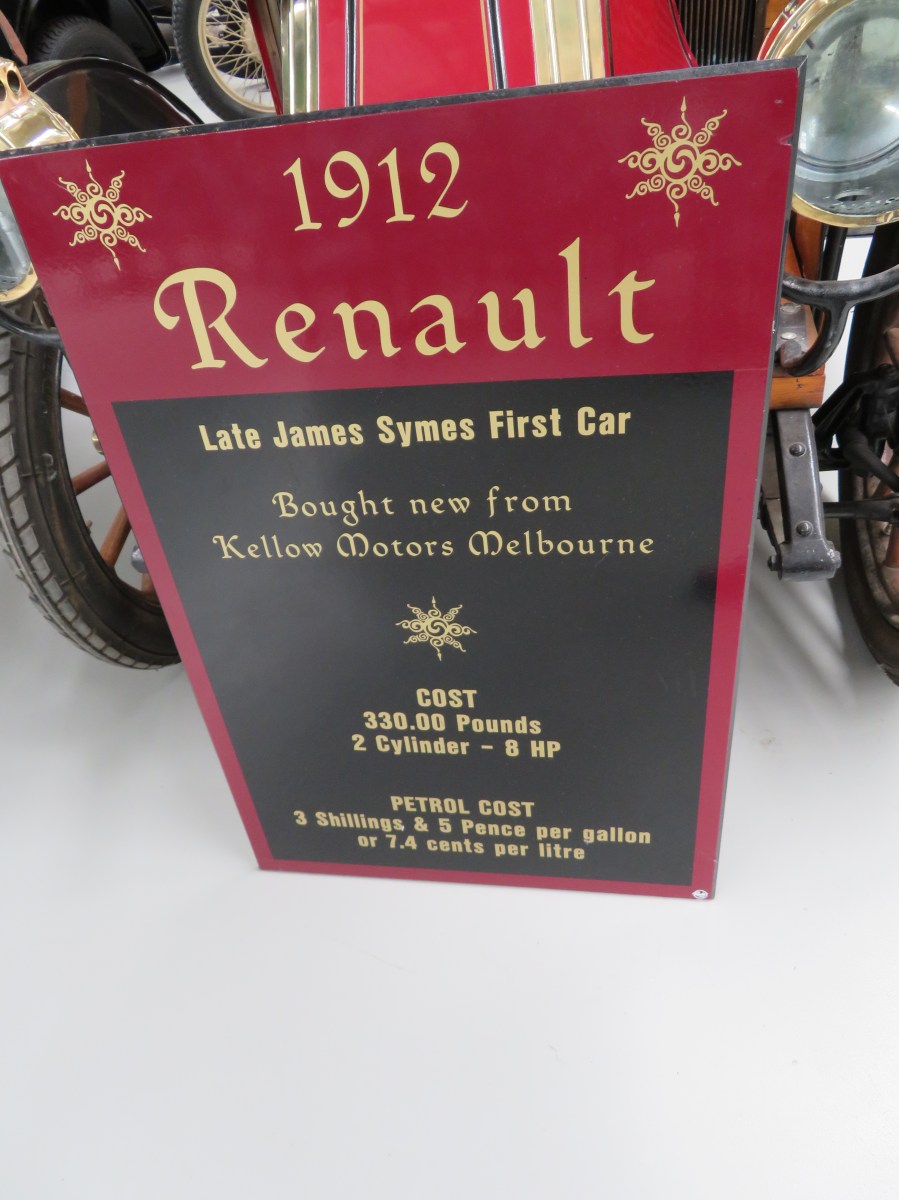 1912
Renault
Late James Symes First Car
Bought new from
Kellow Motors Melbourne
COST
330.00 Pounds
2 Cylinder - 8 HP
PETROL COST
3 Shillings & 5 Pence per gallon
or 7.4 cents per litre